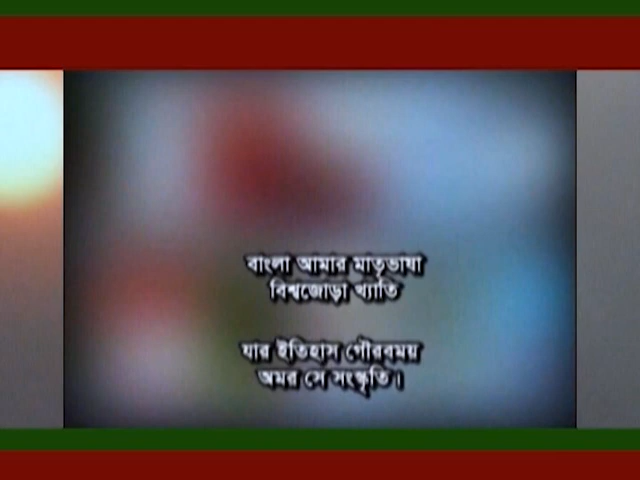 বাংলা আমার মাতৃভাষা
বিশ্বজোড়া খ্যাতি
যার ইতিহাস গৌরবময়
অমর সে সংস্কৃতি।